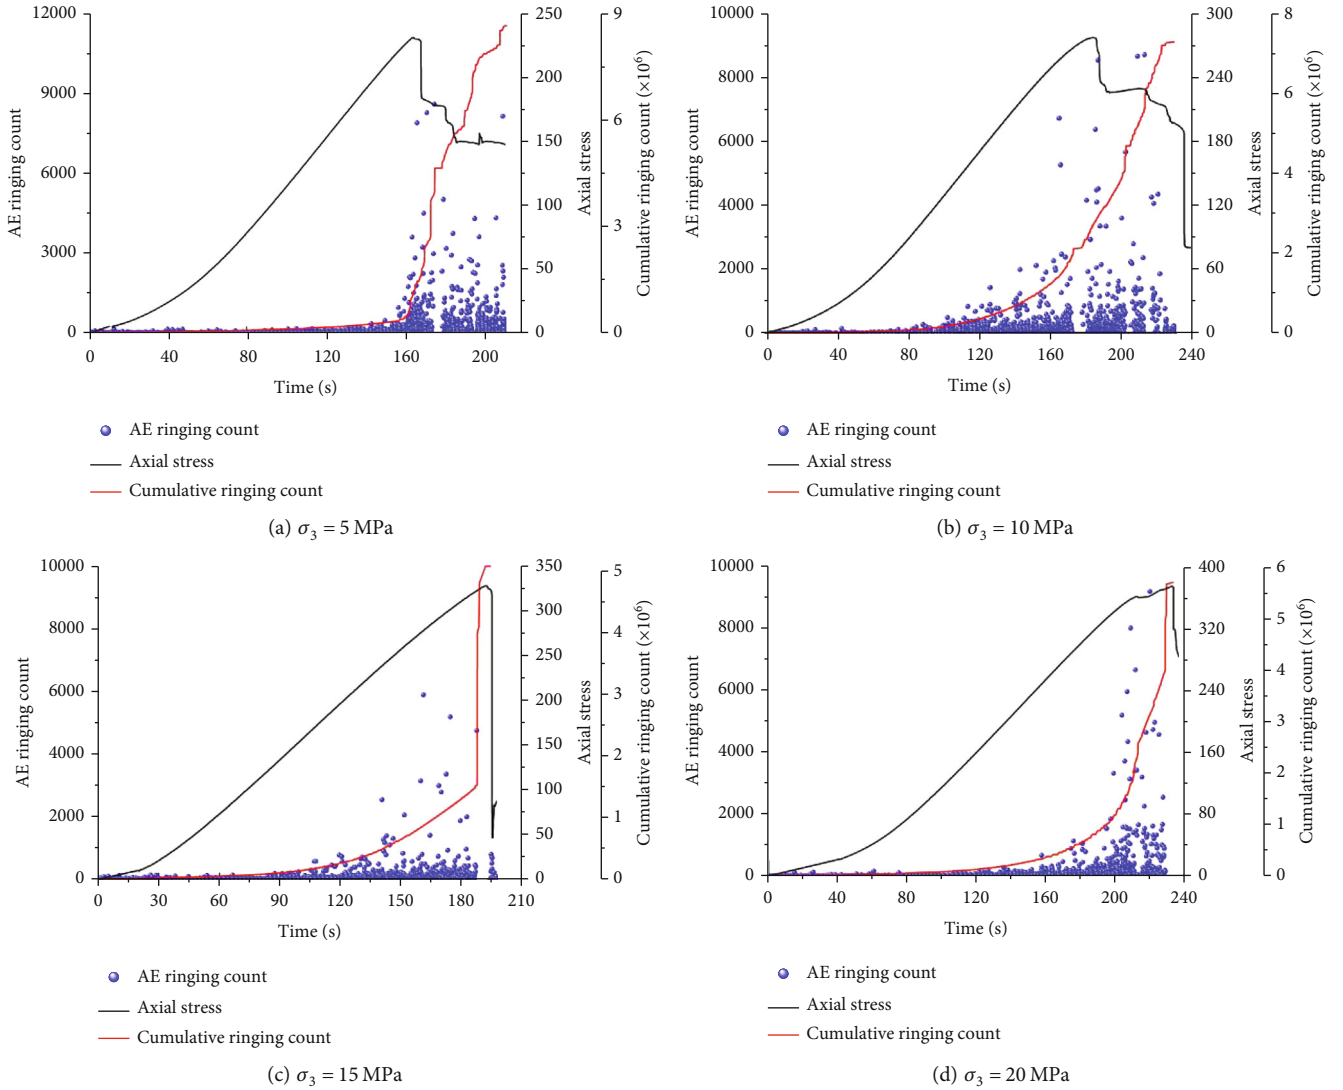 12000
9000
6000
3000
0
AE ringing count
0 40 80 120 160 200
Time (s)
250
200
150
100
50
0
Axial stress
9
6
3
0
Cumulative ringing count (×10⁶)
AE ringing count
Axial stress
Cumulative ringing count
(a) σ₃ = 5 MPa
10000
8000
6000
4000
2000
0
AE ringing count
0 40 80 120 160 200 240
Time (s)
300
240
180
120
60
0
Axial stress
8
6
4
2
0
Cumulative ringing count (×10⁶)
AE ringing count
Axial stress
Cumulative ringing count
(b) σ₃ = 10 MPa
10000
8000
6000
4000
2000
0
AE ringing count
0 30 60 90 120 150 180 210
Time (s)
350
300
250
200
150
100
50
0
Axial stress
5
4
3
2
1
0
Cumulative ringing count (×10⁶)
AE ringing count
Axial stress
Cumulative ringing count
(c) σ₃ = 15 MPa
10000
8000
6000
4000
2000
0
AE ringing count
0 40 80 120 160 200 240
Time (s)
400
320
240
160
80
0
Axial stress
6
5
4
3
2
1
0
Cumulative ringing count (×10⁶)
AE ringing count
Axial stress
Cumulative ringing count
(d) σ₃ = 20 MPa